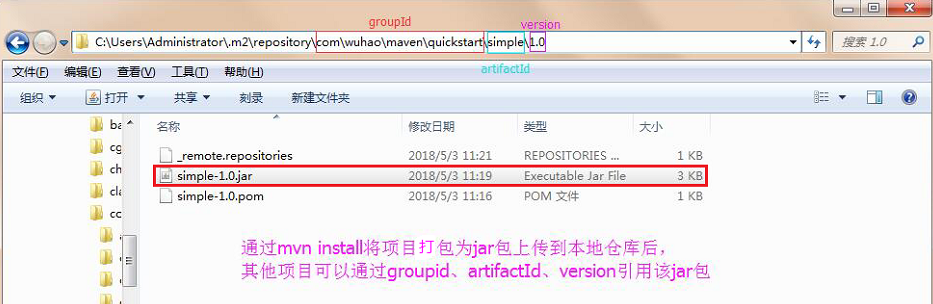 groupId
version
C:\Users\Administrator\.m2\repository\com\wuhao\maven\quickstart\simple\1.0
搜索 1.0
artifactId
文件(F) 编辑(E) 查看(V) 工具(T) 帮助(H)
组织 打开 共享 刻录 新建文件夹
名称 修改日期 类型 大小
ba
_remote.repositories 2018/5/3 11:21 REPOSITORIES ... 1 KB
cg
simple-1.0.jar 2018/5/3 11:19 Executable Jar File 3 KB
ch
simple-1.0.pom 2018/5/3 11:16 POM 文件 1 KB
cla
co
通过mvn install将项目打包为jar包上传到本地仓库后，
其他项目可以通过groupid、artifactId、version引用该jar包